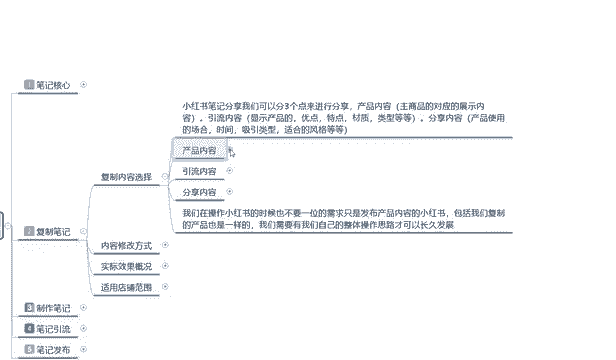 1 笔记核心
小红书笔记分享我们可以分3个点来进行分享，产品内容（主商品的对应的展示内
容）。引流内容（显示产品的，优点，特点，材质，类型等等）。分享内容（产品使用
的场合，时间，吸引类型，适合的风格等等）
产品内容
复制内容选择
引流内容
分享内容
我们在操作小红书的时候也不要一位的需求只是发布产品内容的小红书，包括我们复制
的产品也是一样的，我们需要有我们自己的整体操作思路才可以长久发展
2 复制笔记
内容修改方式
实际效果概况
适用店铺范围
3 制作笔记
4 笔记引流
5 笔记发布